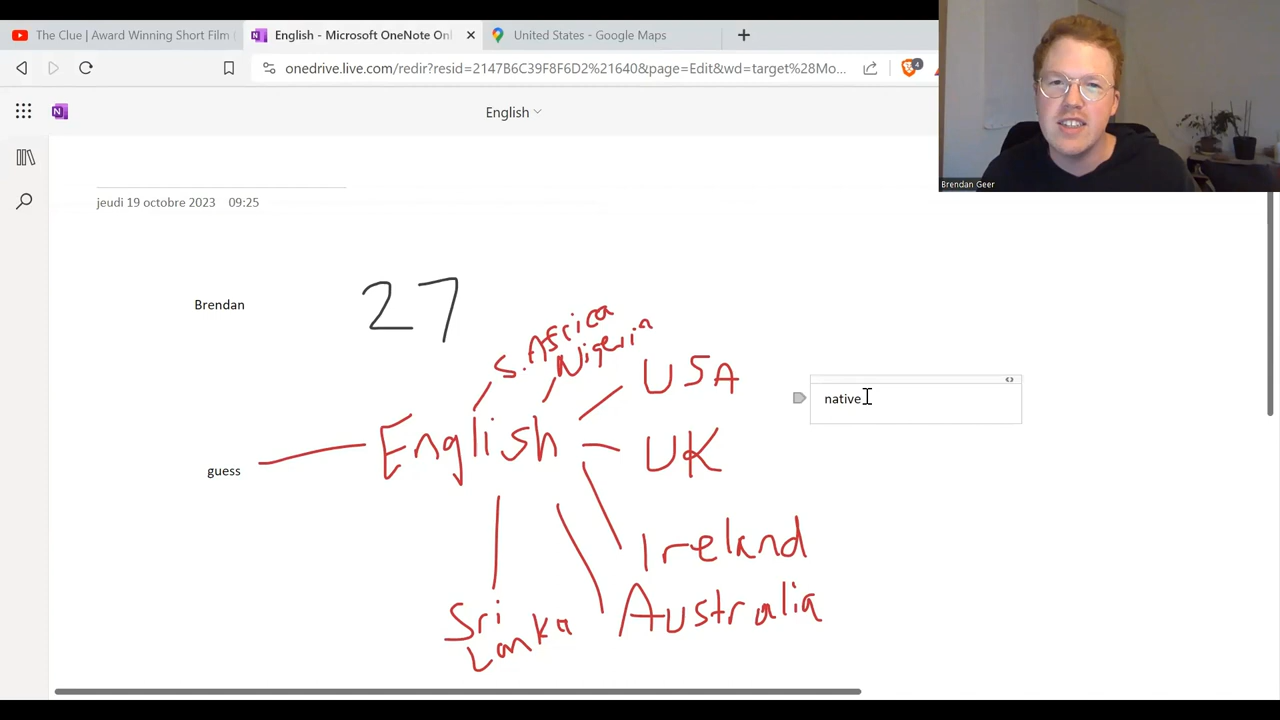 The Clue | Award Winning Short Film
English - Microsoft OneNote Onl
United States - Google Maps
onedrive.live.com/redir?resid=2147B6C39F8F6D2%21640&page=Edit&wd=target%28Mo...
4
English
Brendan Geer
jeudi 19 octobre 2023 09:25
Brendan
27
S. Africa
Nigeria
USA
native
English
UK
guess
Ireland
Australia
Sri
Lanka